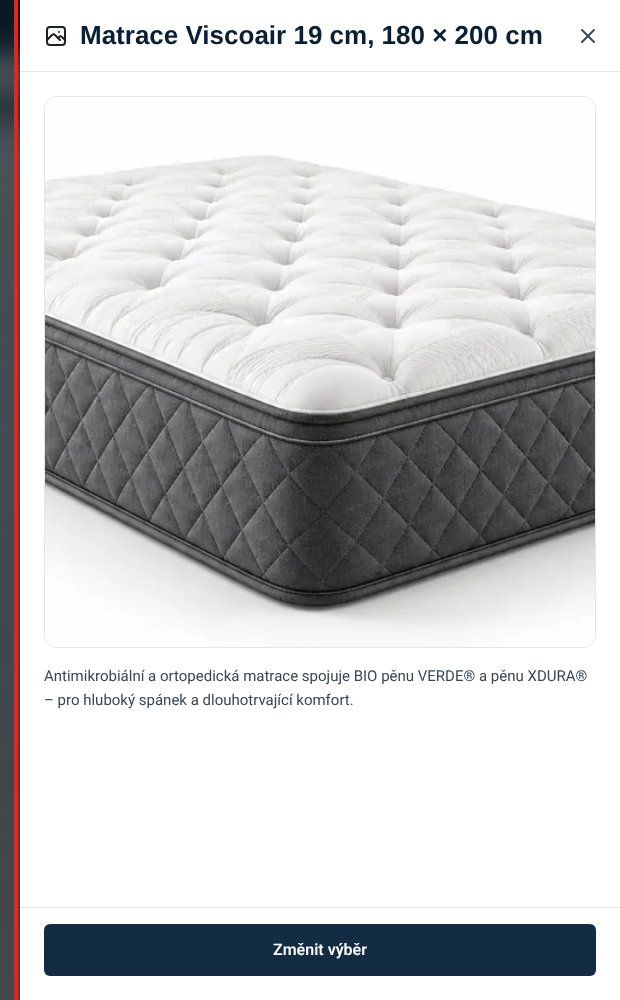 Matrace Viscoair 19 cm, 180 × 200 cm
Antimikrobiální a ortopedická matrace spojuje BIO pěnu VERDE® a pěnu XDURA®
– pro hluboký spánek a dlouhotrvající komfort.
Změnit výběr